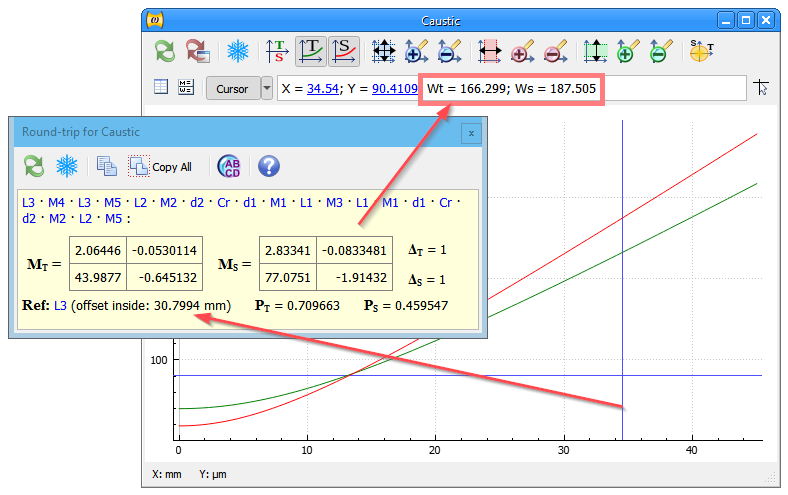 Caustic
T
S
T
S
S
T
Cursor
X = 34.54; Y = 90.4109
Wt = 166.299; Ws = 187.505
Round-trip for Caustic
x
Copy All
AB
CD
?
L3 · M4 · L3 · M5 · L2 · M2 · d2 · Cr · d1 · M1 · L1 · M3 · L1 · M1 · d1 · Cr ·
d2 · M2 · L2 · M5 :
M_T = 2.06446 -0.0530114 M_S = 2.83341 -0.0833481 Δ_T = 1
43.9877 -0.645132 77.0751 -1.91432 Δ_S = 1
Ref: L3 (offset inside: 30.7994 mm) P_T = 0.709663 P_S = 0.459547
100
0 10 20 30 40
X: mm Y: µm